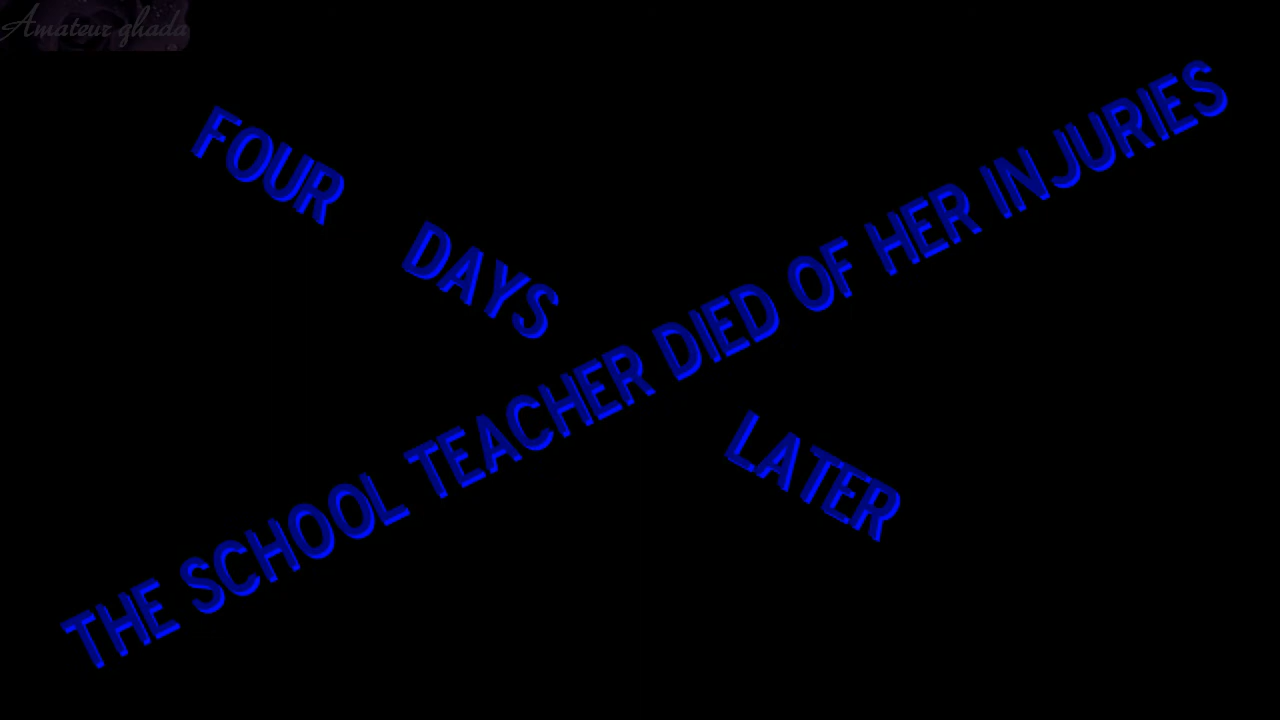 Amateur ghada
FOUR DAYS LATER
THE SCHOOL TEACHER DIED OF HER INJURIES